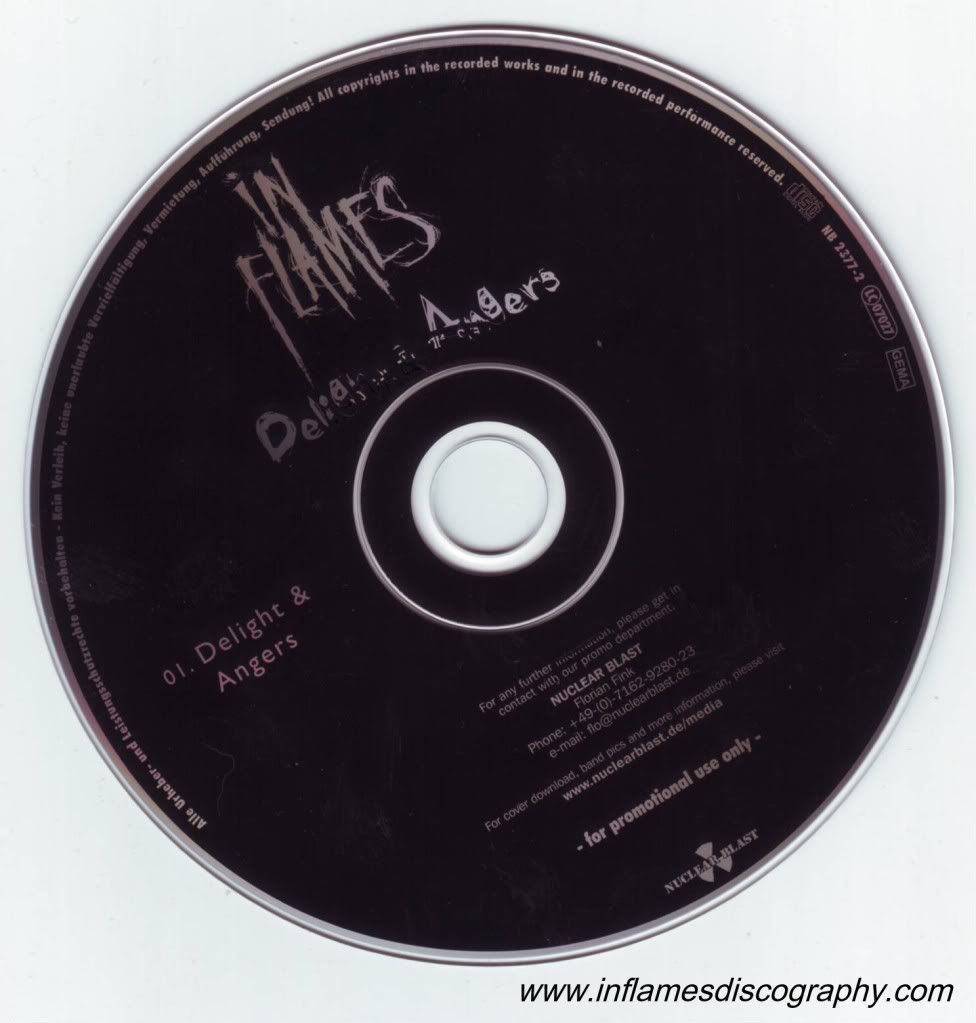 Alle Urheber- und Leistungsschutzrechte vorbehalten - Kein Verleih, keine unerlaubte Vervielfältigung, Vermietung, Aufführung, Sendung! All copyrights in the recorded works and in the recorded performance reserved.
disc
NB 2377-2
LC 07027
GEMA
IN
FLAMES
Delight & Angers
01. Delight &
Angers
For any further information, please get in
contact with our promo department.
NUCLEAR BLAST
Florian Fink
Phone: +49-(0)-7162-9280-23
e-mail: flo@nuclearblast.de
For cover download, band pics and more information, please visit
www.nuclearblast.de/media
- for promotional use only -
NUCLEAR BLAST
www.inflamesdiscography.com